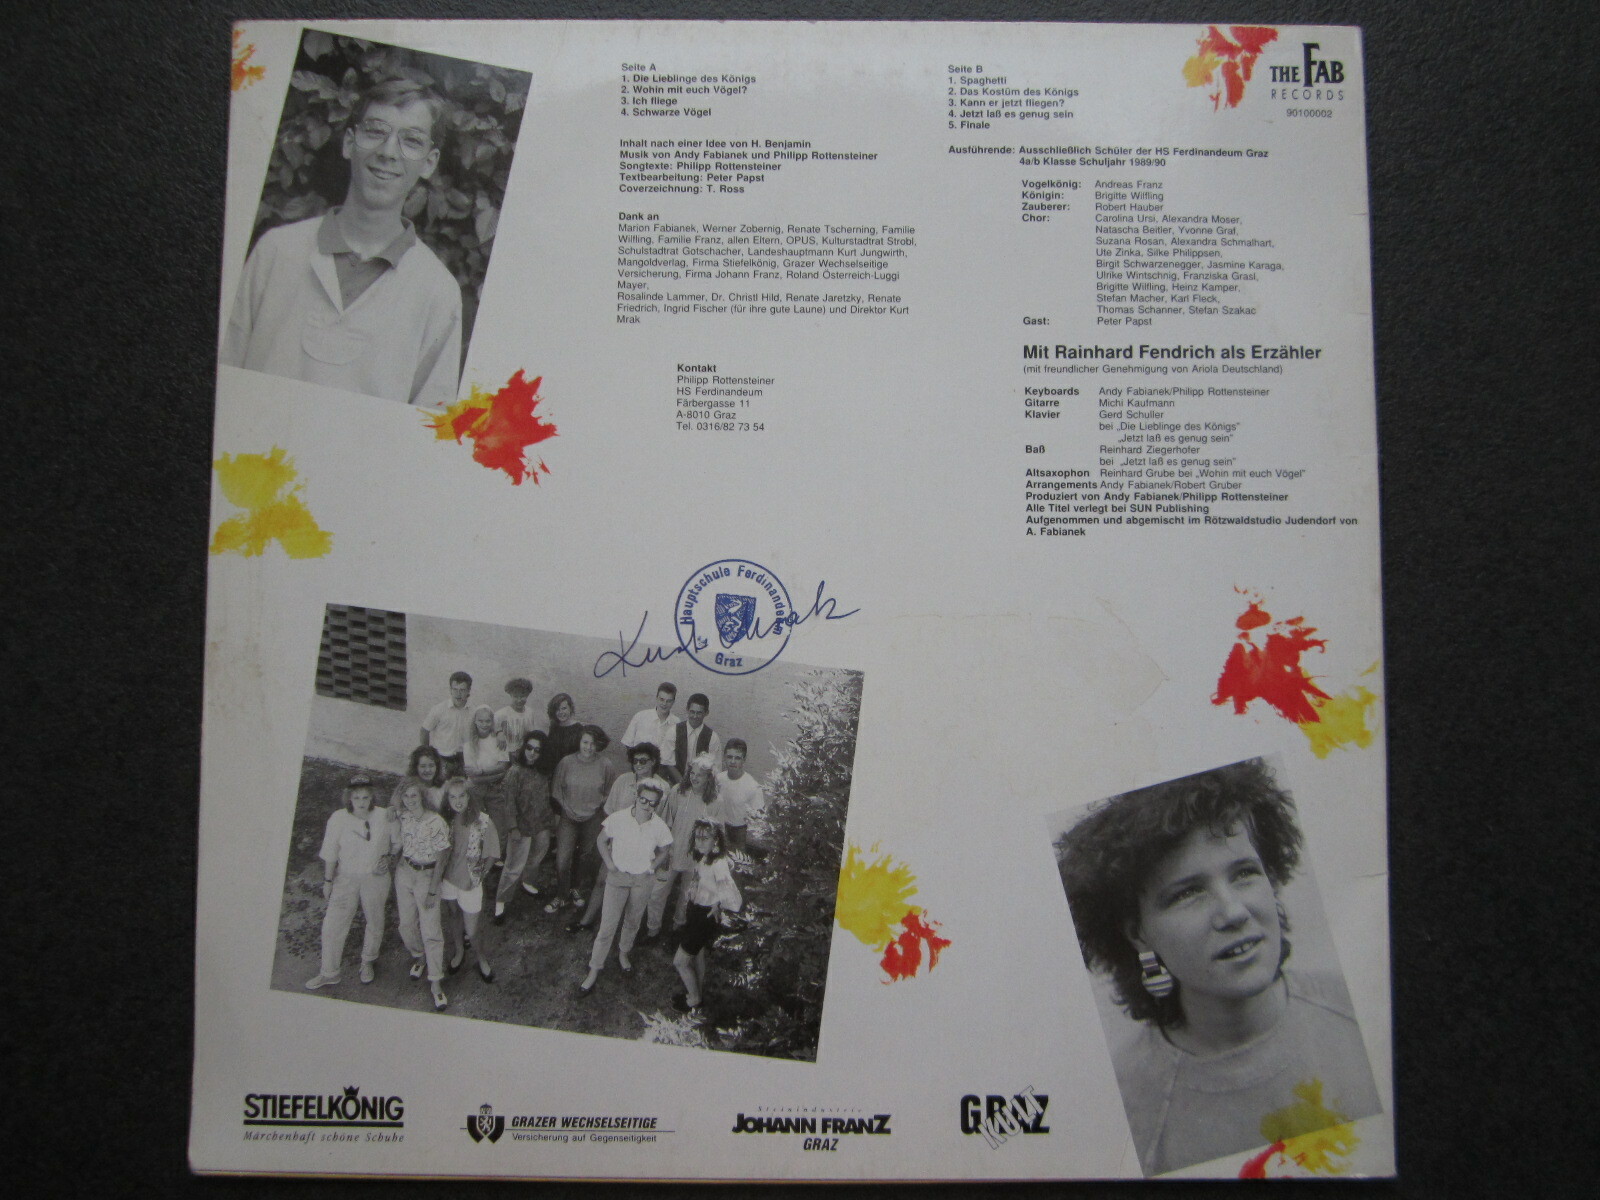 Seite A
1. Die Lieblinge des Königs
2. Wohin mit euch Vögel?
3. Ich fliege
4. Schwarze Vögel
Inhalt nach einer Idee von H. Benjamin
Musik von Andy Fabianek und Philipp Rottensteiner
Songtexte: Philipp Rottensteiner
Textbearbeitung: Peter Papst
Coverzeichnung: T. Ross
Dank an
Marion Fabianek, Werner Zobernig, Renate Tscherning, Familie
Wilfling, Familie Franz, allen Eltern, OPUS, Kulturstadtrat Strobl,
Schulstadtrat Gotschacher, Landeshauptmann Kurt Jungwirth,
Mangoldverlag, Firma Stiefelkönig, Grazer Wechselseitige
Versicherung, Firma Johann Franz, Roland Österreich-Luggi
Mayer,
Rosalinde Lammer, Dr. Christl Hild, Renate Jaretzky, Renate
Friedrich, Ingrid Fischer (für ihre gute Laune) und Direktor Kurt
Mrak
Kontakt
Philipp Rottensteiner
HS Ferdinandeum
Färbergasse 11
A-8010 Graz
Tel. 0316/82 73 54
Seite B
1. Spaghetti
2. Das Kostüm des Königs
3. Kann er jetzt fliegen?
4. Jetzt laß es genug sein
5. Finale
THE FAB
RECORDS
90100002
Ausführende: Ausschließlich Schüler der HS Ferdinandeum Graz
4a/b Klasse Schuljahr 1989/90
Vogelkönig: Andreas Franz
Königin: Brigitte Wilfling
Zauberer: Robert Hauber
Chor: Carolina Ursi, Alexandra Moser,
Natascha Beitler, Yvonne Graf,
Suzana Rosan, Alexandra Schmalhart,
Ute Zinka, Silke Philippsen,
Birgit Schwarzenegger, Jasmine Karaga,
Ulrike Wintschnig, Franziska Grasl,
Brigitte Wilfling, Heinz Kamper,
Stefan Macher, Karl Fleck,
Thomas Schanner, Stefan Szakac
Gast: Peter Papst
Mit Rainhard Fendrich als Erzähler
(mit freundlicher Genehmigung von Ariola Deutschland)
Keyboards Andy Fabianek/Philipp Rottensteiner
Gitarre Michi Kaufmann
Klavier Gerd Schuller
bei „Die Lieblinge des Königs"
„Jetzt laß es genug sein"
Baß Reinhard Ziegerhofer
bei „Jetzt laß es genug sein"
Altsaxophon Reinhard Grube bei „Wohin mit euch Vögel"
Arrangements Andy Fabianek/Robert Gruber
Produziert von Andy Fabianek/Philipp Rottensteiner
Alle Titel verlegt bei SUN Publishing
Aufgenommen und abgemischt im Rötzwaldstudio Judendorf von
A. Fabianek
Hauptschule Ferdinandeum
Graz
Kurt Mrak
STIEFELKÖNIG
Märchenhaft schöne Schuhe
GRAZER WECHSELSEITIGE
Versicherung auf Gegenseitigkeit
Steinindustrie
JOHANN FRANZ
GRAZ
GRAZ
KULT